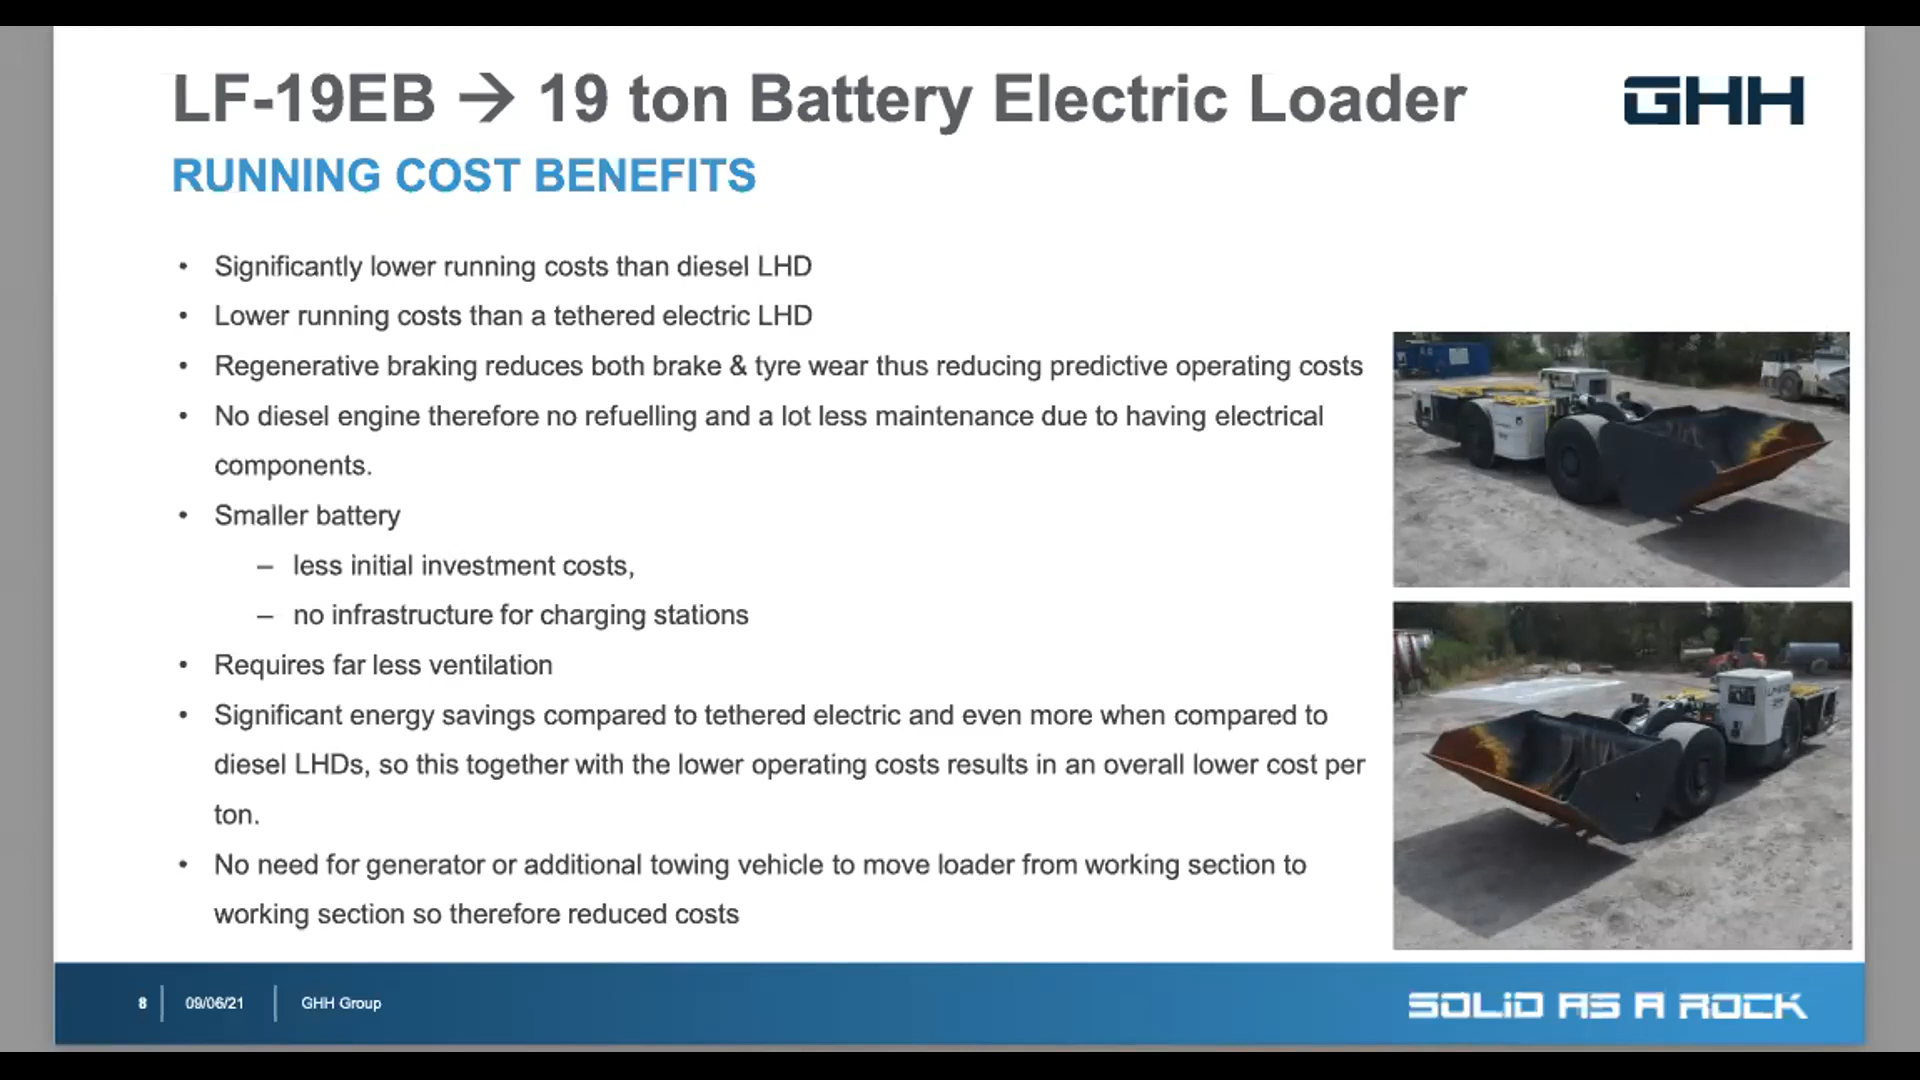 LF-19EB → 19 ton Battery Electric Loader
GHH
RUNNING COST BENEFITS
• Significantly lower running costs than diesel LHD
• Lower running costs than a tethered electric LHD
• Regenerative braking reduces both brake & tyre wear thus reducing predictive operating costs
• No diesel engine therefore no refuelling and a lot less maintenance due to having electrical
components.
• Smaller battery
– less initial investment costs,
– no infrastructure for charging stations
• Requires far less ventilation
• Significant energy savings compared to tethered electric and even more when compared to
diesel LHDs, so this together with the lower operating costs results in an overall lower cost per
ton.
• No need for generator or additional towing vehicle to move loader from working section to
working section so therefore reduced costs
8 | 09/06/21 | GHH Group
SOLID AS A ROCK